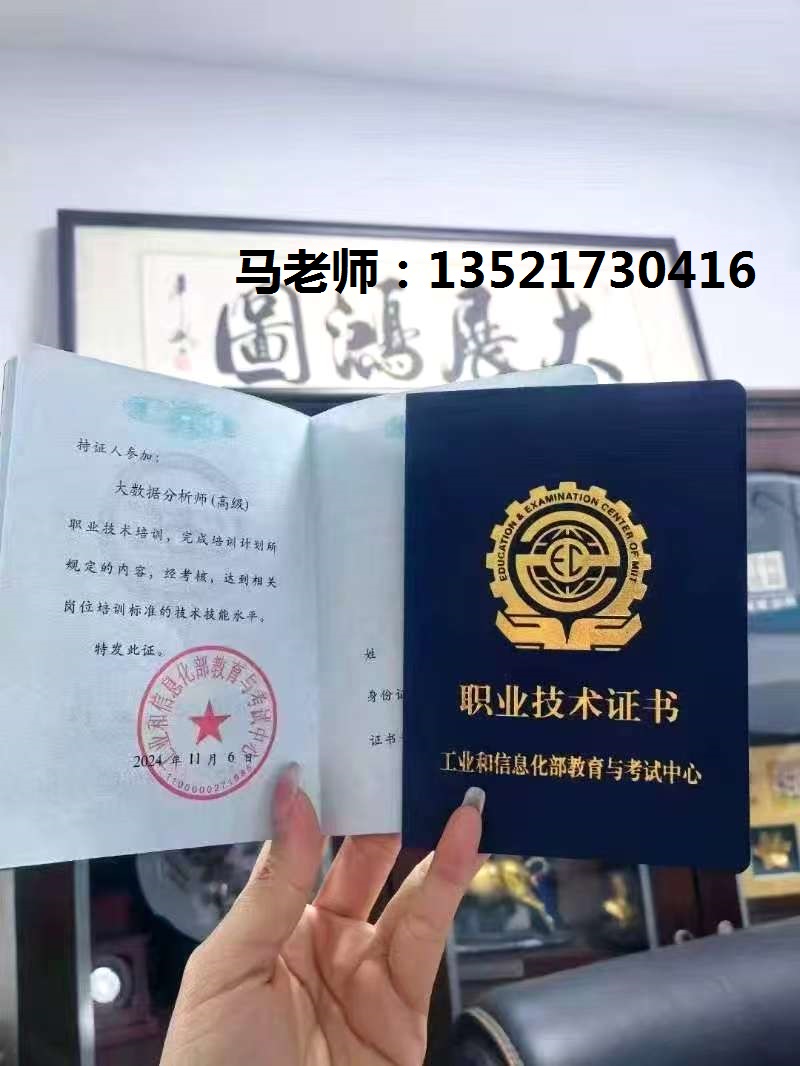 马老师：13521730416
大展鴻圖
持证人参加：
大数据分析师(高级)
职业技术培训，完成培训计划所
规定的内容，经考核，达到相关
岗位培训标准的技术技能水平。
特发此证。
工业和信息化部教育与考试中心
2024 年 11 月 6 日
姓
身份证
证书
EDUCATION & EXAMINATION CENTER OF MIIT
EC
职业技术证书
工业和信息化部教育与考试中心